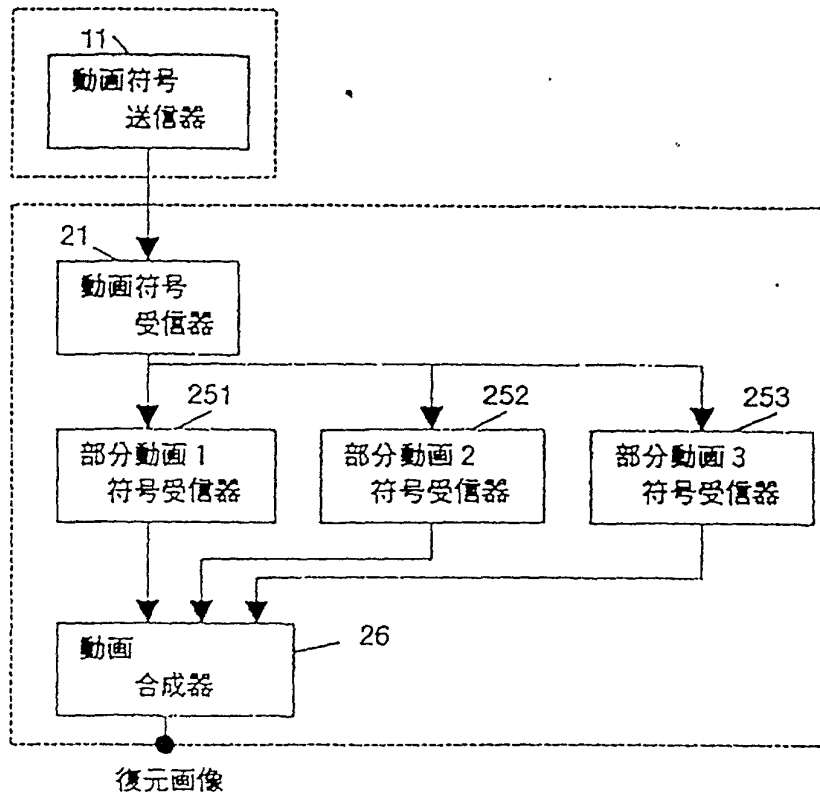 11
動画符号
送信器
21
動画符号
受信器
251
252
253
部分動画1
符号受信器
部分動画2
符号受信器
部分動画3
符号受信器
動画
合成器
26
復元画像